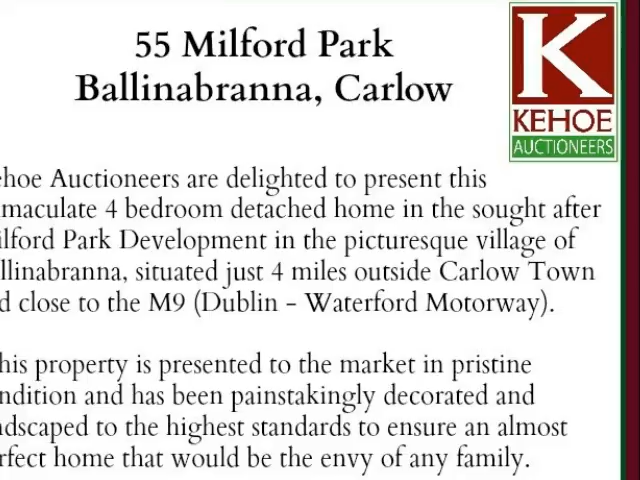 55 Milford Park
Ballinabranna, Carlow
K
KEHOE
AUCTIONEERS
ehoe Auctioneers are delighted to present this
maculate 4 bedroom detached home in the sought after
ilford Park Development in the picturesque village of
llinabranna, situated just 4 miles outside Carlow Town
d close to the M9 (Dublin - Waterford Motorway).
his property is presented to the market in pristine
ndition and has been painstakingly decorated and
ndscaped to the highest standards to ensure an almost
rfect home that would be the envy of any family.